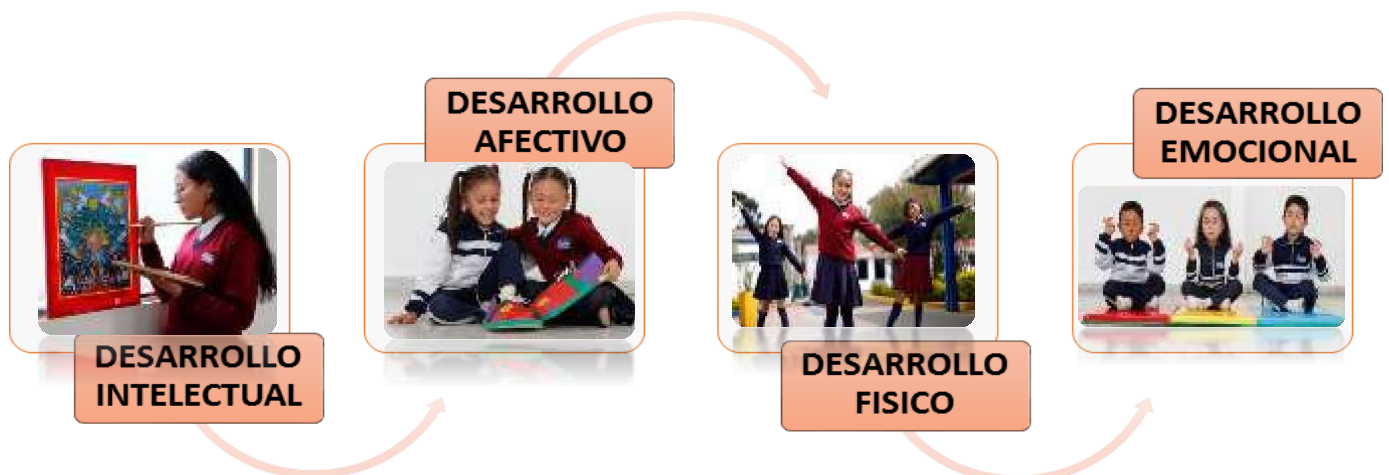 DESARROLLO
INTELECTUAL
DESARROLLO
AFECTIVO
DESARROLLO
FISICO
DESARROLLO
EMOCIONAL